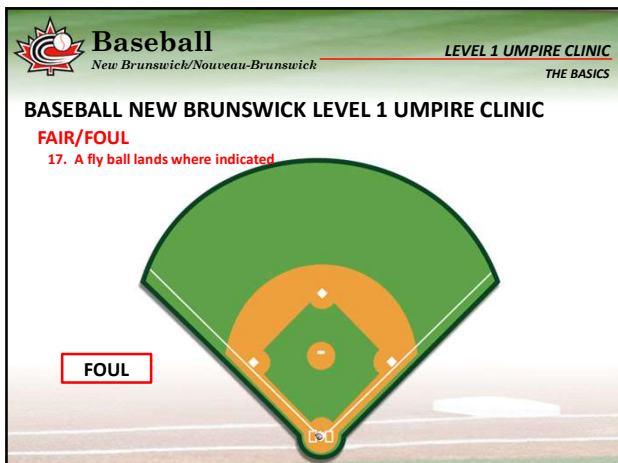 Baseball
New Brunswick/Nouveau-Brunswick
LEVEL 1 UMPIRE CLINIC
THE BASICS
BASEBALL NEW BRUNSWICK LEVEL 1 UMPIRE CLINIC
FAIR/FOUL
17. A fly ball lands where indicated
FOUL